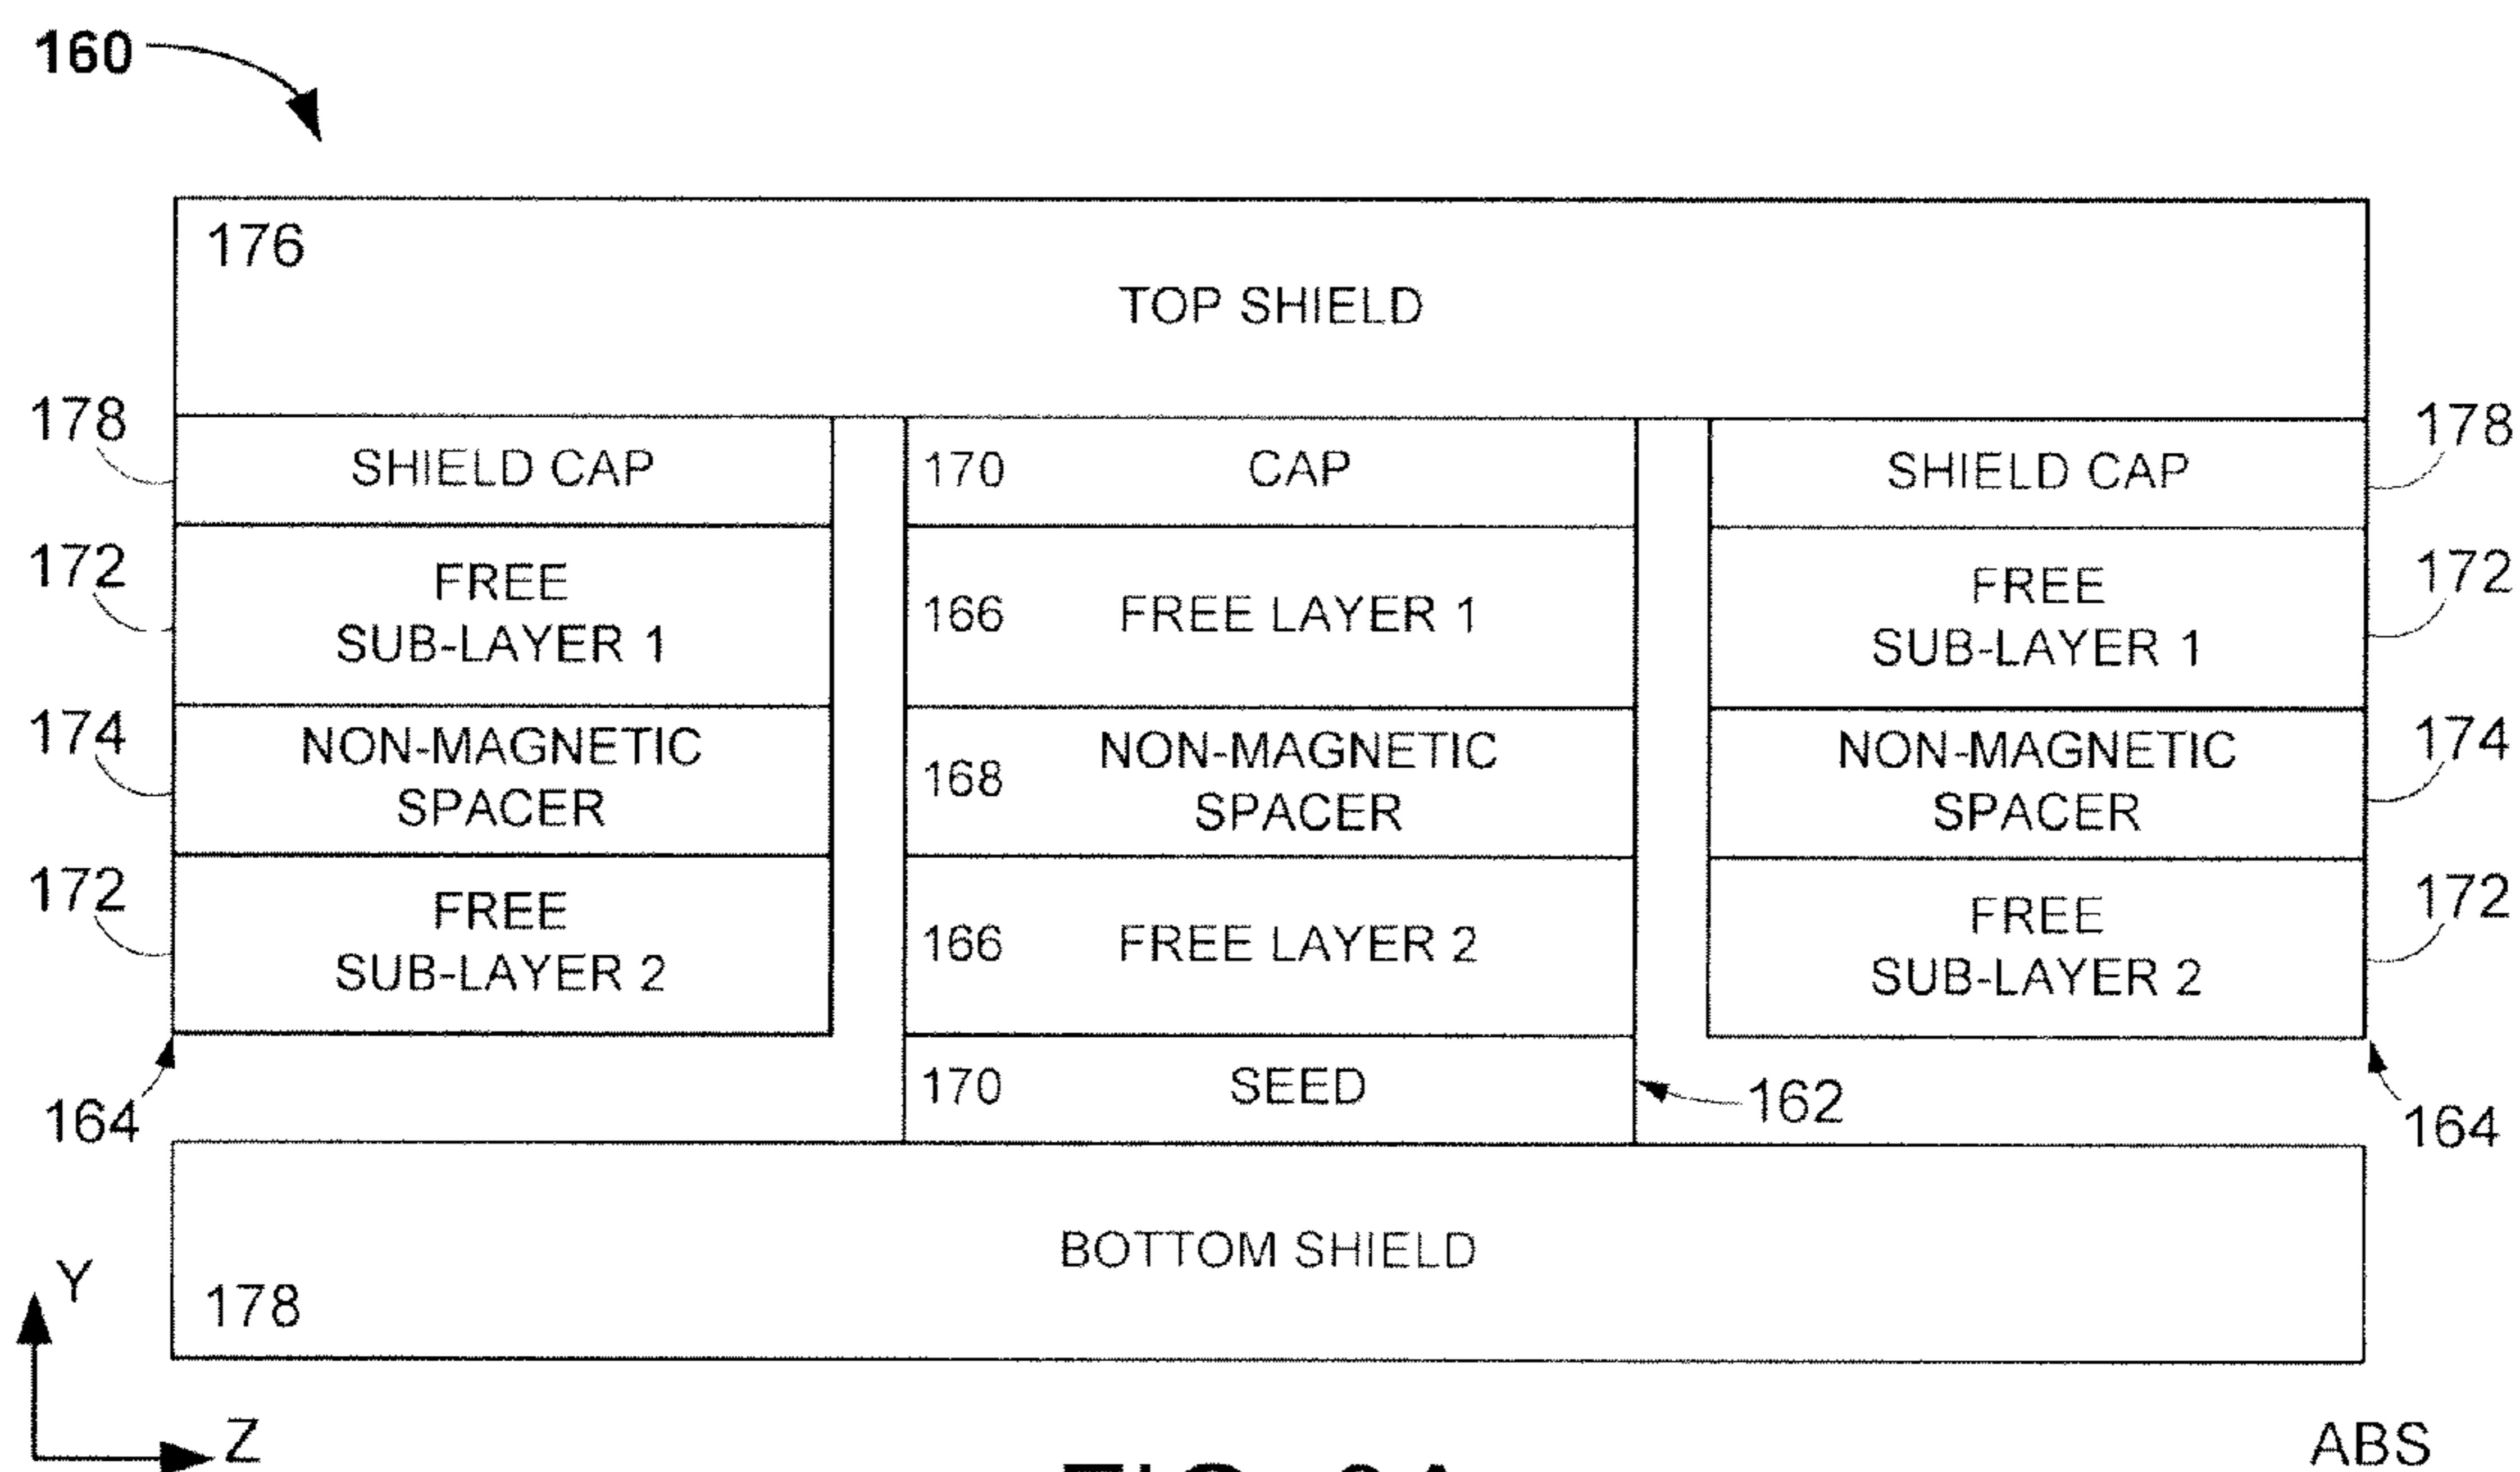 160
176
TOP SHIELD
178
SHIELD CAP
170 CAP
SHIELD CAP
178
172
FREE
SUB-LAYER 1
166 FREE LAYER 1
FREE
SUB-LAYER 1
172
174
NON-MAGNETIC
SPACER
168
NON-MAGNETIC
SPACER
NON-MAGNETIC
SPACER
174
172
FREE
SUB-LAYER 2
166 FREE LAYER 2
FREE
SUB-LAYER 2
172
164
170 SEED
162
164
BOTTOM SHIELD
178
Y
Z
ABS